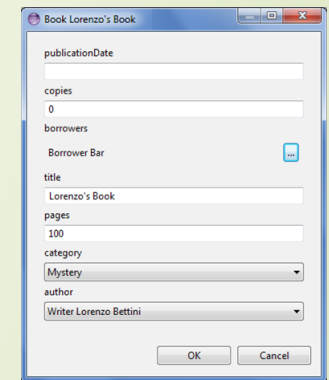 Book Lorenzo's Book
publicationDate
copies
0
borrowers
Borrower Bar
...
title
Lorenzo's Book
pages
100
category
Mystery
author
Writer Lorenzo Bettini
OK Cancel